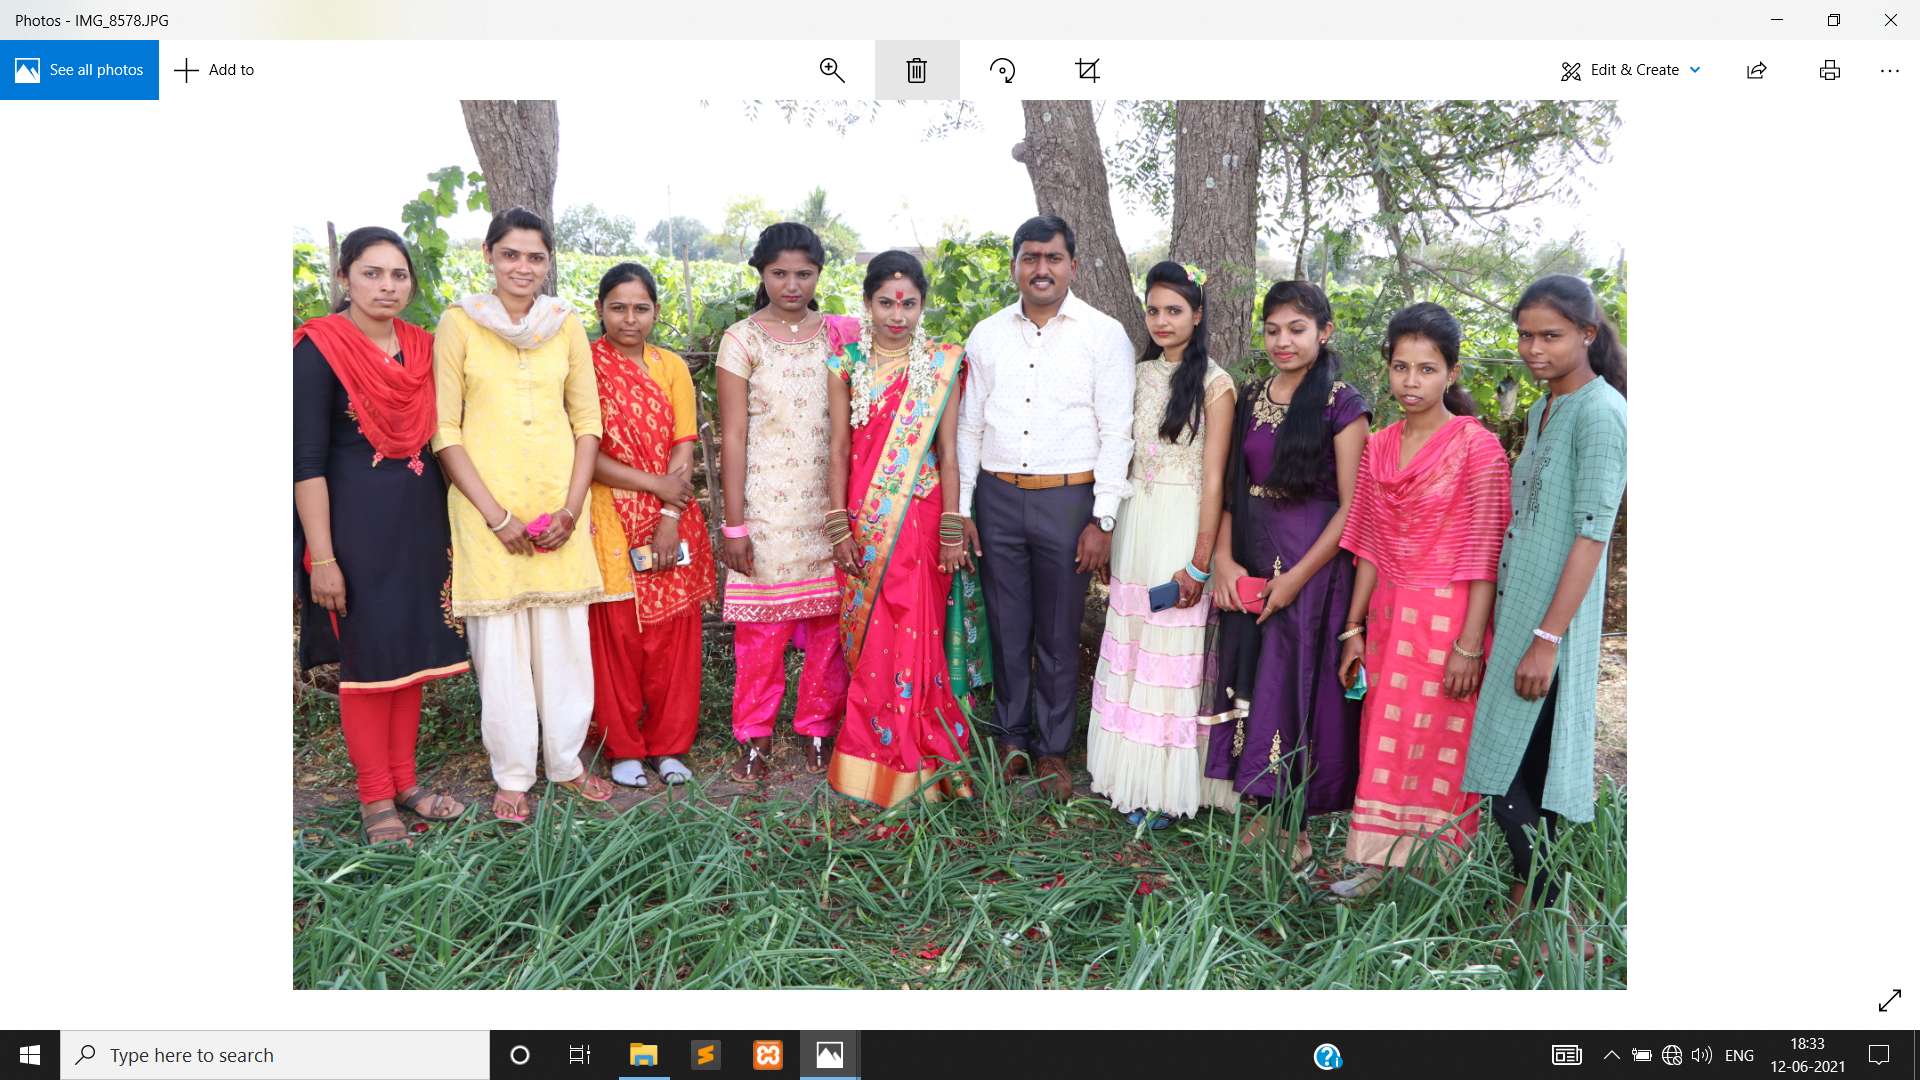 Photos - IMG_8578.JPG
See all photos
Add to
Edit & Create
Type here to search
ENG
18:33
12-06-2021